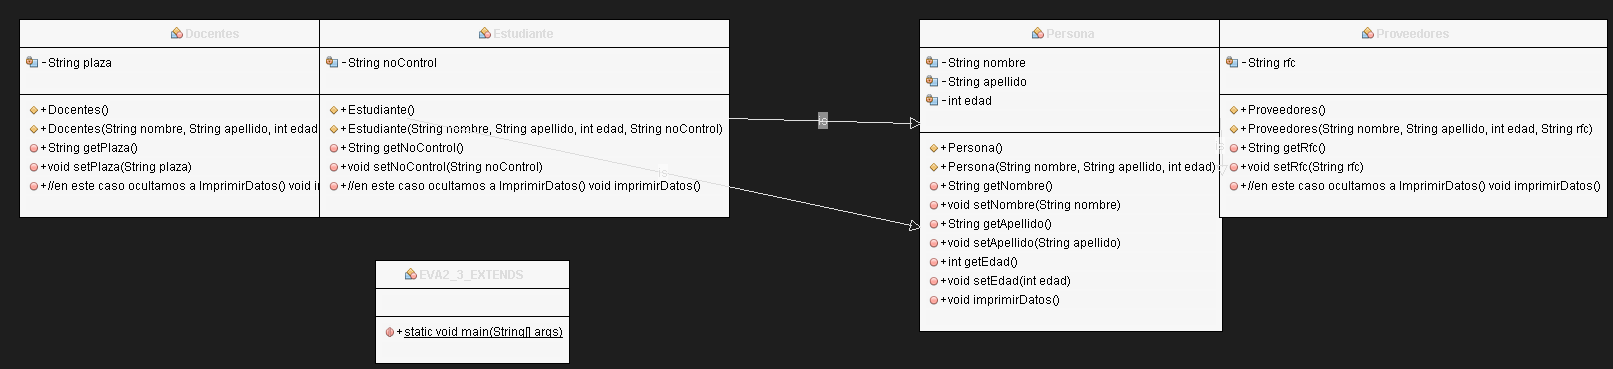 Docentes
- String plaza
+ Docentes()
+ Docentes(String nombre, String apellido, int edad
+ String getPlaza()
+ void setPlaza(String plaza)
+ //en este caso ocultamos a ImprimirDatos() void i
Estudiante
- String noControl
+ Estudiante()
+ Estudiante(String nombre, String apellido, int edad, String noControl)
+ String getNoControl()
+ void setNoControl(String noControl)
+ //en este caso ocultamos a ImprimirDatos() void imprimirDatos()
is
is
Persona
- String nombre
- String apellido
- int edad
+ Persona()
+ Persona(String nombre, String apellido, int edad)
+ String getNombre()
+ void setNombre(String nombre)
+ String getApellido()
+ void setApellido(String apellido)
+ int getEdad()
+ void setEdad(int edad)
+ void imprimirDatos()
is
Proveedores
- String rfc
+ Proveedores()
+ Proveedores(String nombre, String apellido, int edad, String rfc)
+ String getRfc()
+ void setRfc(String rfc)
+ //en este caso ocultamos a ImprimirDatos() void imprimirDatos()
EVA2_3_EXTENDS
+ static void main(String[] args)